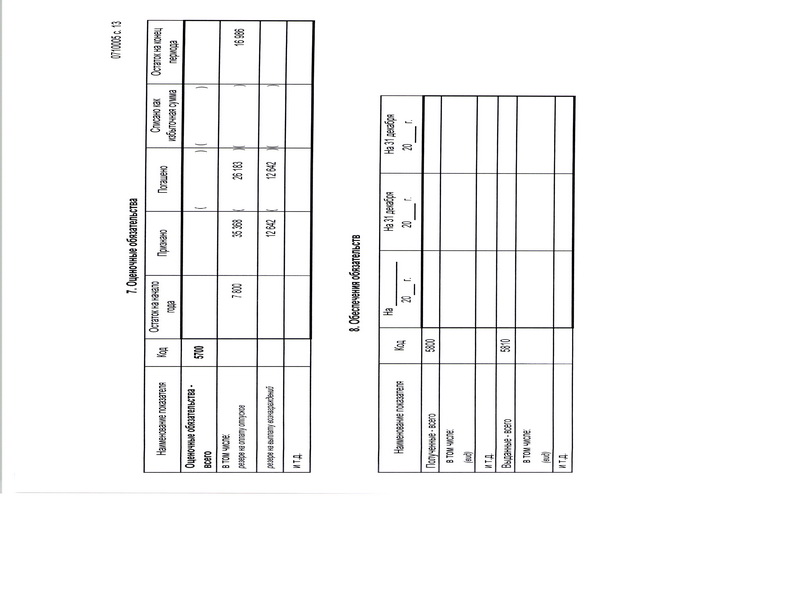 0710005 с. 13
7. Оценочные обязательства
Наименование показателя Код Остаток на начало года Признано Погашено Списано как избыточная сумма Остаток на конец периода
Оценочные обязательства - всего 5700 ( ) ( )
в том числе:
резерв на оплату отпусков 7 800 35 368 ( 26 183 )( ) 16 986
резерв на выплату вознаграждений 12 642 ( 12 642 )( )
и т.д.
8. Обеспечения обязательств
Наименование показателя Код На ____ 20 __ г. На 31 декабря 20 ___ г. На 31 декабря 20 ___ г.
Полученные - всего 5800
в том числе:
(вид)
и т.д.
Выданные - всего 5810
в том числе:
(вид)
и т.д.